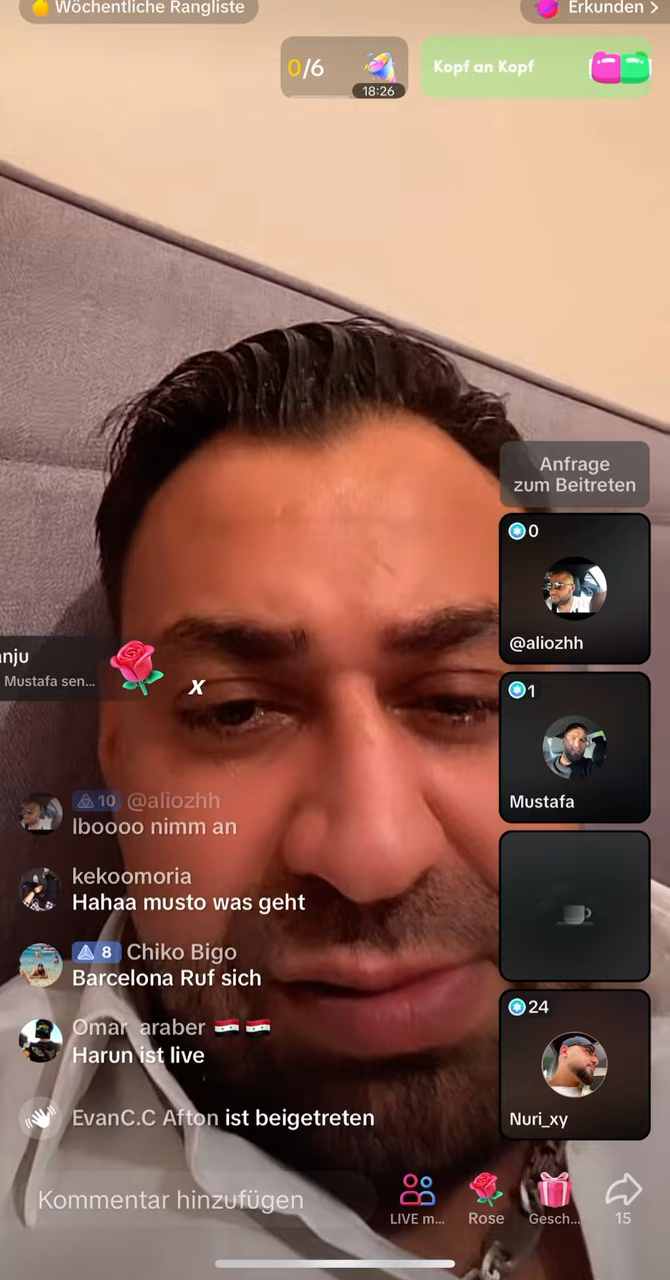 Wöchentliche Rangliste
Erkunden >
0/6
18:26
Kopf an Kopf
Anfrage
zum Beitreten
0
@aliozhh
anju
Mustafa sen...
x
1
Mustafa
10 @aliozhh
Iboooo nimm an
kekoomoria
Hahaa musto was geht
8 Chiko Bigo
Barcelona Ruf sich
Omar araber 🇸🇾 🇸🇾
Harun ist live
24
Nuri_xy
EvanC.C Afton ist beigetreten
Kommentar hinzufügen
LIVE m...
Rose
Gesch...
15